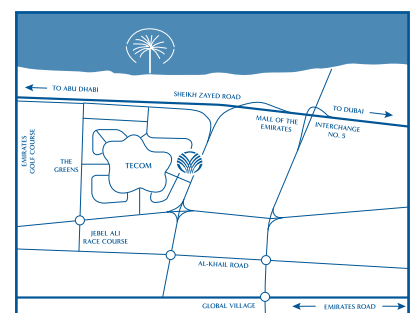 TO ABU DHABI
SHEIKH ZAYED ROAD
TO DUBAI
MALL OF THE
EMIRATES
INTERCHANGE
NO. 5
EMIRATES
GOLF COURSE
THE
GREENS
TECOM
JEBEL ALI
RACE COURSE
AL-KHAIL ROAD
GLOBAL VILLAGE
EMIRATES ROAD